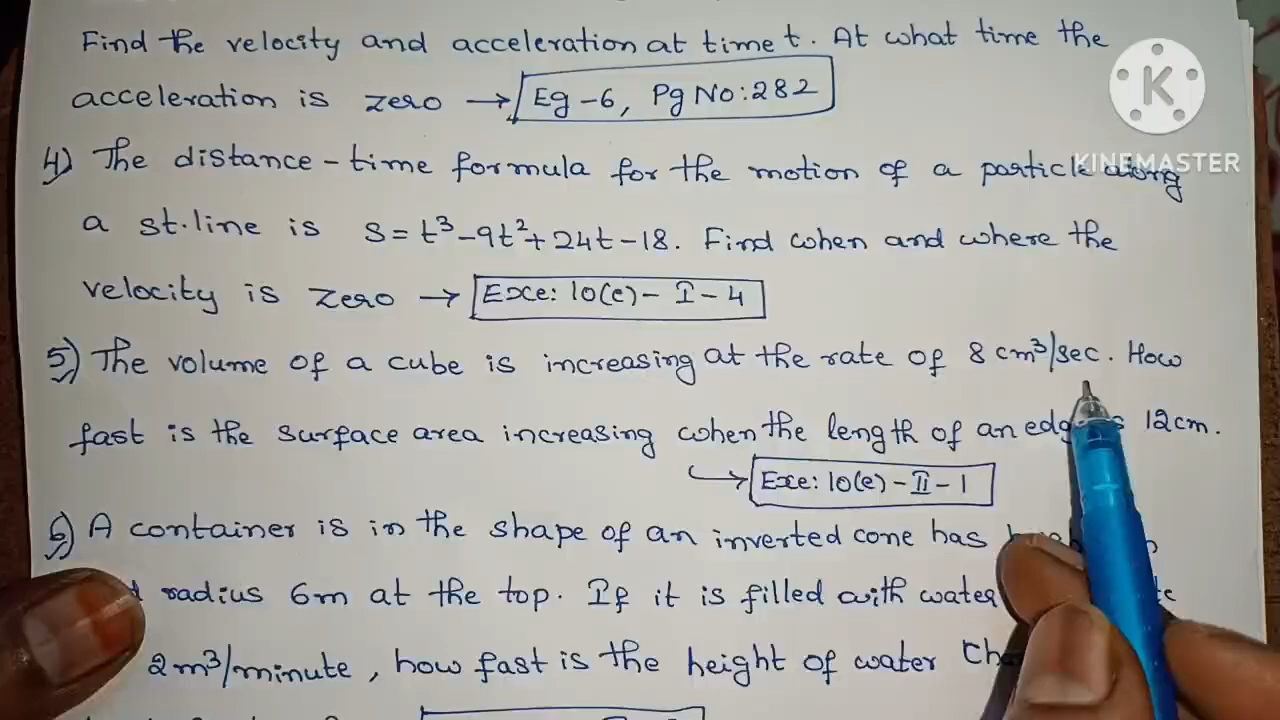 Find the velocity and acceleration at time t. At what time the
acceleration is zero → Eg-6, Pg No:282
K
KINEMASTER
4) The distance-time formula for the motion of a particle along
a st.line is s = t³-9t²+24t-18. Find when and where the
velocity is zero → Exe: 10(e)-I-4
5) The volume of a cube is increasing at the rate of 8 cm³/sec. How
fast is the surface area increasing when the length of an edge is 12cm.
→ Exe: 10(e)-II-1
6) A container is in the shape of an inverted cone has
radius 6m at the top. If it is filled with water
2m³/minute, how fast is the height of water